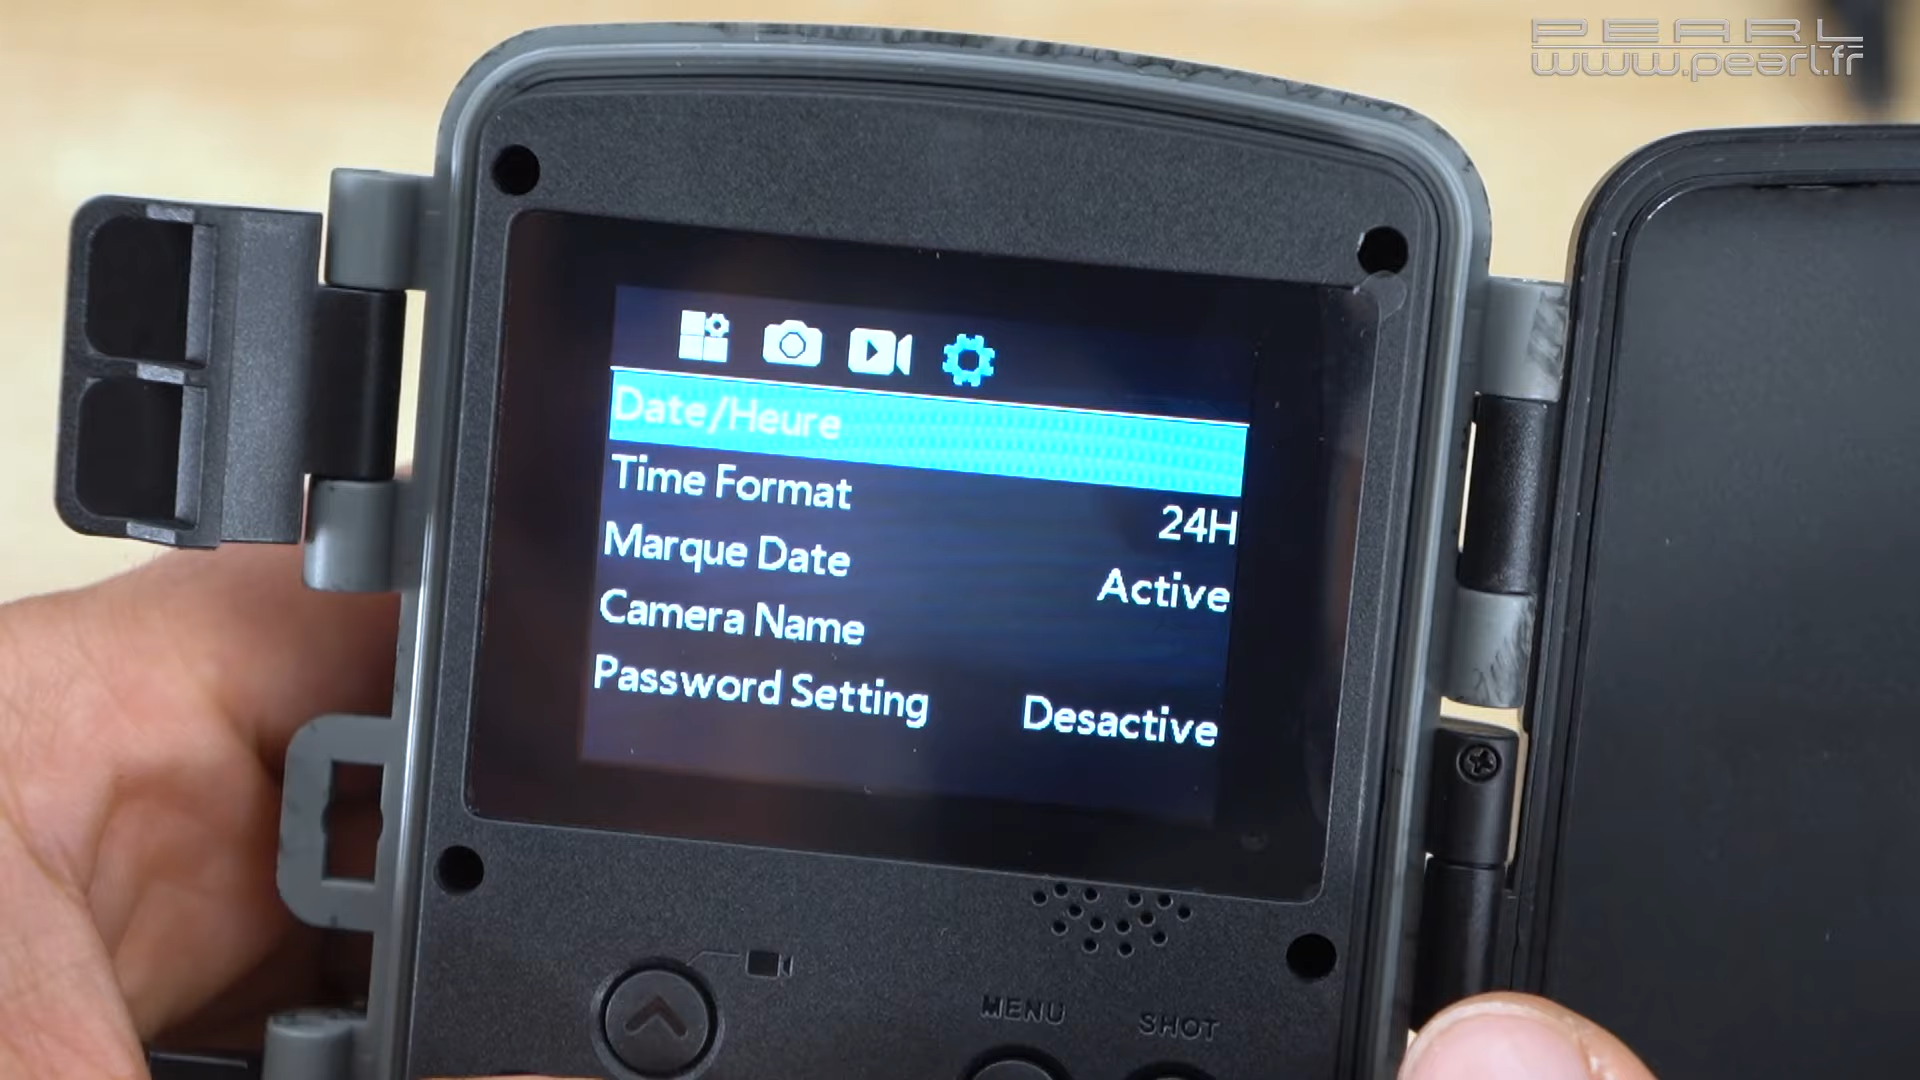 PEARL
www.pearl.fr
Date/Heure
Time Format 24H
Marque Date Active
Camera Name
Password Setting Desactive
MENU
SHOT